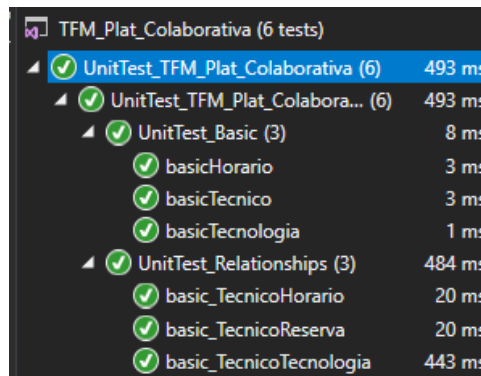 TFM_Plat_Colaborativa (6 tests)
UnitTest_TFM_Plat_Colaborativa (6) 493 ms
UnitTest_TFM_Plat_Colabora... (6) 493 ms
UnitTest_Basic (3) 8 ms
basicHorario 3 ms
basicTecnico 3 ms
basicTecnologia 1 ms
UnitTest_Relationships (3) 484 ms
basic_TecnicoHorario 20 ms
basic_TecnicoReserva 20 ms
basic_TecnicoTecnologia 443 ms